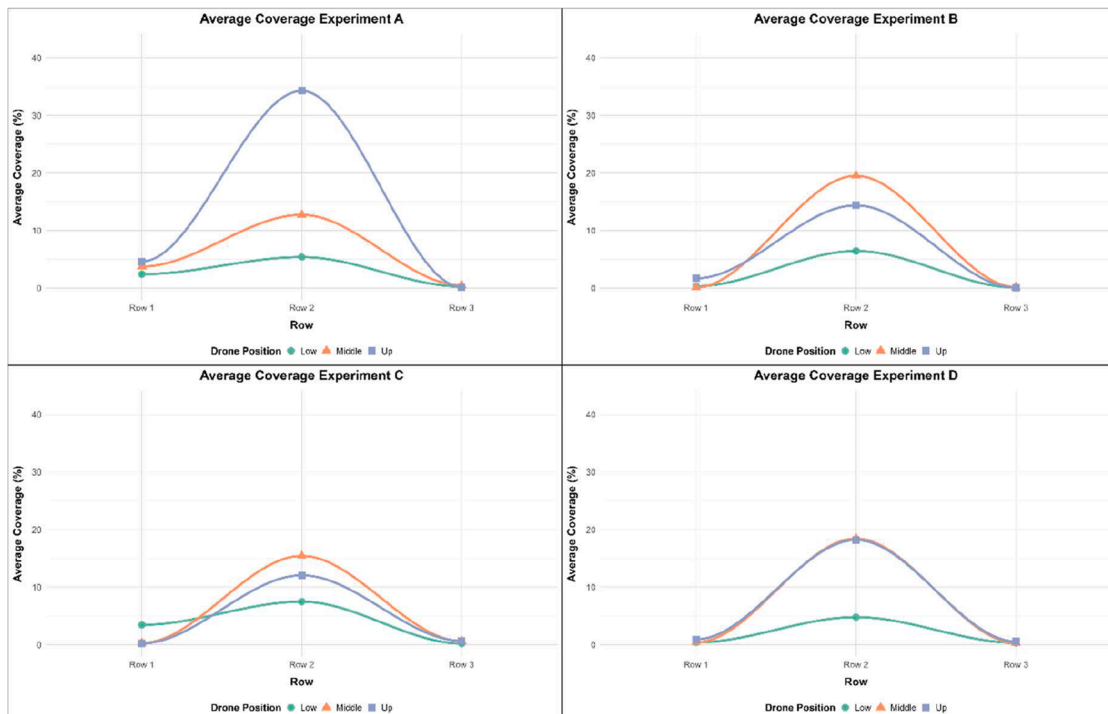 Average Coverage Experiment A
40
30
20
10
0
Average Coverage (%)
Row 1 Row 2 Row 3
Row
Drone Position Low Middle Up
Average Coverage Experiment B
40
30
20
10
0
Average Coverage (%)
Row 1 Row 2 Row 3
Row
Drone Position Low Middle Up
Average Coverage Experiment C
40
30
20
10
0
Average Coverage (%)
Row 1 Row 2 Row 3
Row
Drone Position Low Middle Up
Average Coverage Experiment D
40
30
20
10
0
Average Coverage (%)
Row 1 Row 2 Row 3
Row
Drone Position Low Middle Up